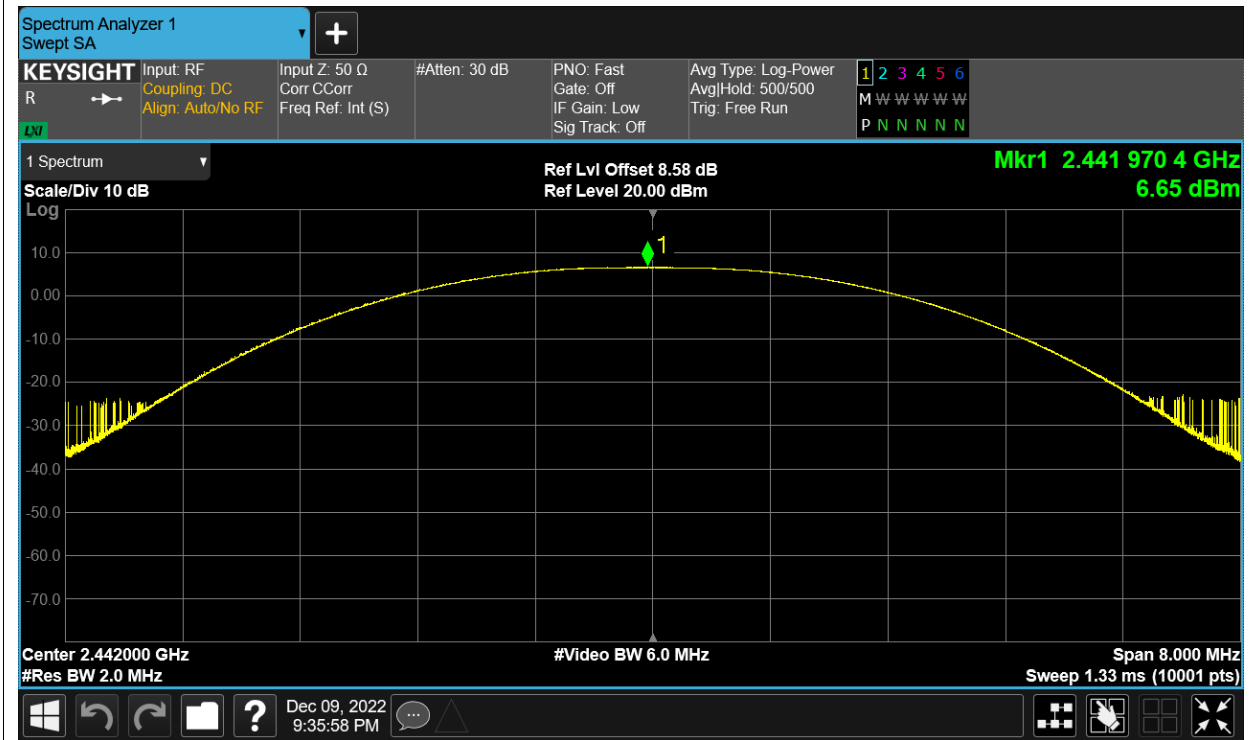 Spectrum Analyzer 1
Swept SA
KEYSIGHT
R
LXI
Input: RF
Coupling: DC
Align: Auto/No RF
Input Z: 50 Ω
Corr CCorr
Freq Ref: Int (S)
#Atten: 30 dB
PNO: Fast
Gate: Off
IF Gain: Low
Sig Track: Off
Avg Type: Log-Power
Avg|Hold: 500/500
Trig: Free Run
1 2 3 4 5 6
M W W W W W W
P N N N N N N
1 Spectrum
Scale/Div 10 dB
Log
Ref Lvl Offset 8.58 dB
Ref Level 20.00 dBm
Mkr1 2.441 970 4 GHz
6.65 dBm
1
10.0
0.00
-10.0
-20.0
-30.0
-40.0
-50.0
-60.0
-70.0
Center 2.442000 GHz
#Res BW 2.0 MHz
#Video BW 6.0 MHz
Span 8.000 MHz
Sweep 1.33 ms (10001 pts)
?
Dec 09, 2022
9:35:58 PM